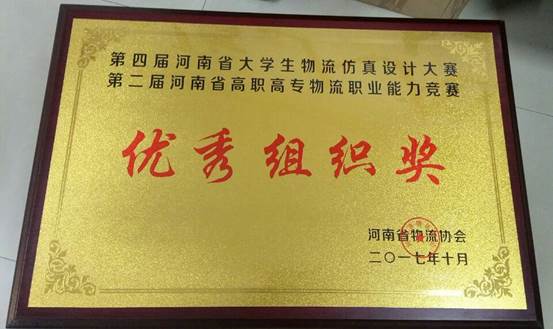 第四届河南省大学生物流仿真设计大赛
第二届河南省高职高专物流职业能力竞赛
优秀组织奖
河南省物流协会
二〇一七年十月